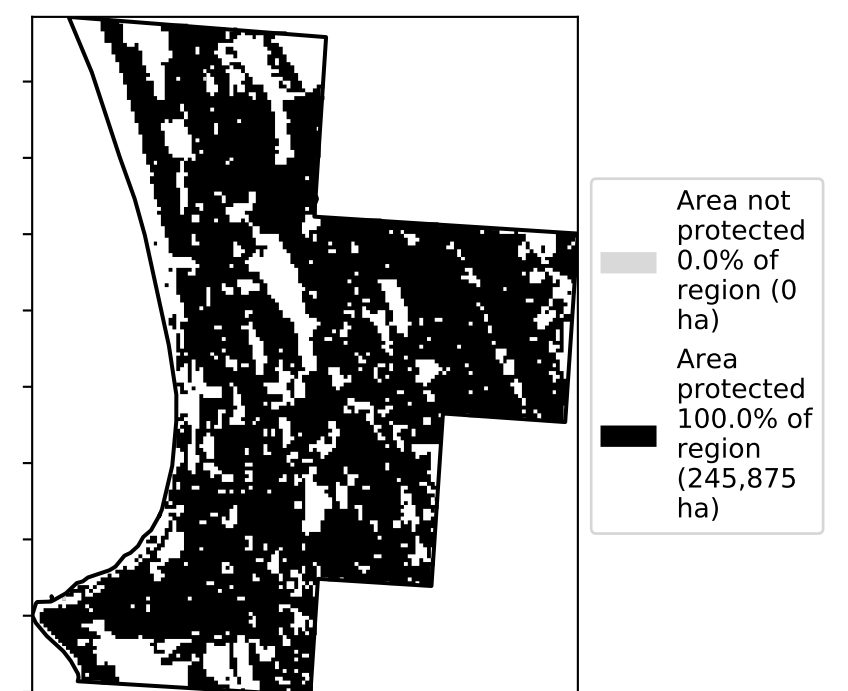 Area not
protected
0.0% of
region (0
ha)
Area
protected
100.0% of
region
(245,875
ha)